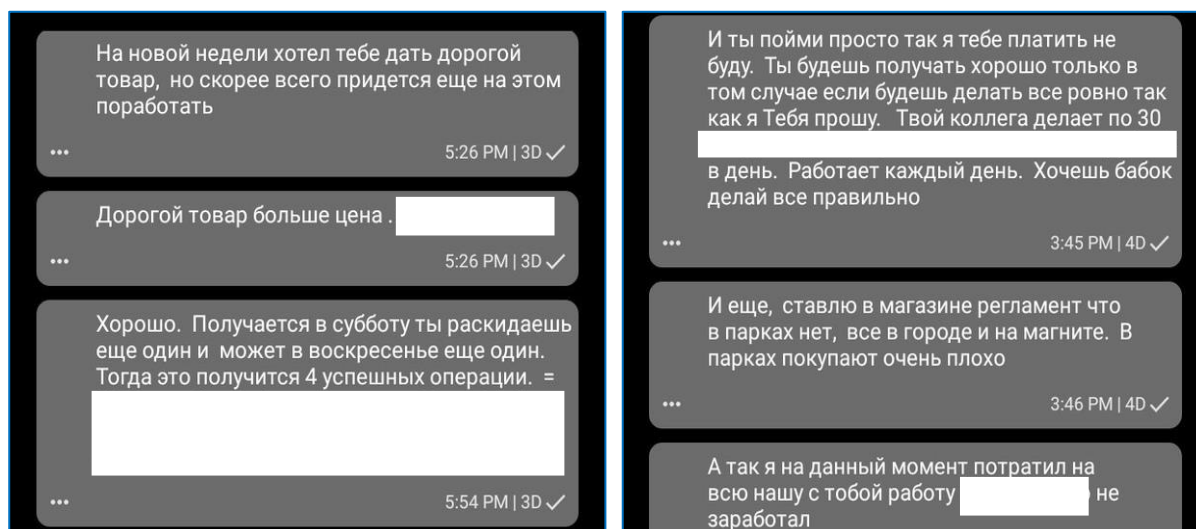 На новой недели хотел тебе дать дорогой
товар, но скорее всего придется еще на этом
поработать
... 5:26 PM | 3D ✓
Дорогой товар больше цена .
... 5:26 PM | 3D ✓
Хорошо. Получается в субботу ты раскидаешь
еще один и может в воскресенье еще один.
Тогда это получится 4 успешных операции. =
... 5:54 PM | 3D ✓
И ты пойми просто так я тебе платить не
буду. Ты будешь получать хорошо только в
том случае если будешь делать все ровно так
как я Тебя прошу. Твой коллега делает по 30
в день. Работает каждый день. Хочешь бабок
делай все правильно
... 3:45 PM | 4D ✓
И еще, ставлю в магазине регламент что
в парках нет, все в городе и на магните. В
парках покупают очень плохо
... 3:46 PM | 4D ✓
А так я на данный момент потратил на
всю нашу с тобой работу не
заработал